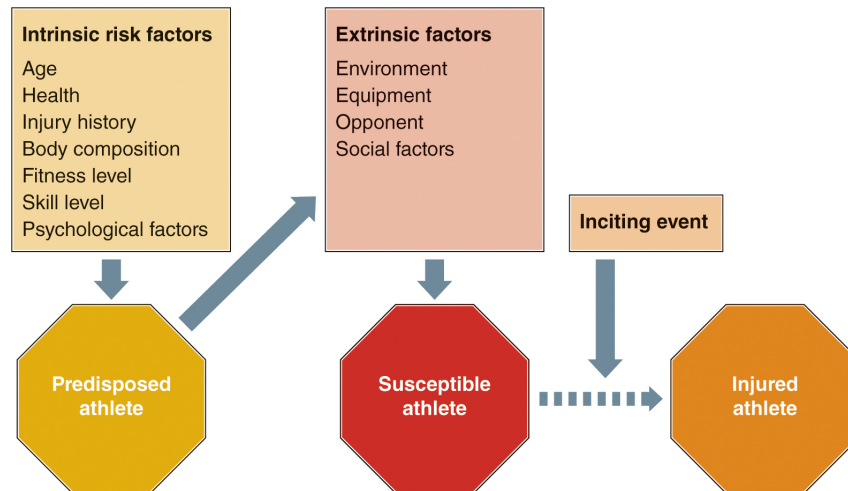 Intrinsic risk factors
Age
Health
Injury history
Body composition
Fitness level
Skill level
Psychological factors
Extrinsic factors
Environment
Equipment
Opponent
Social factors
Inciting event
Predisposed
athlete
Susceptible
athlete
Injured
athlete